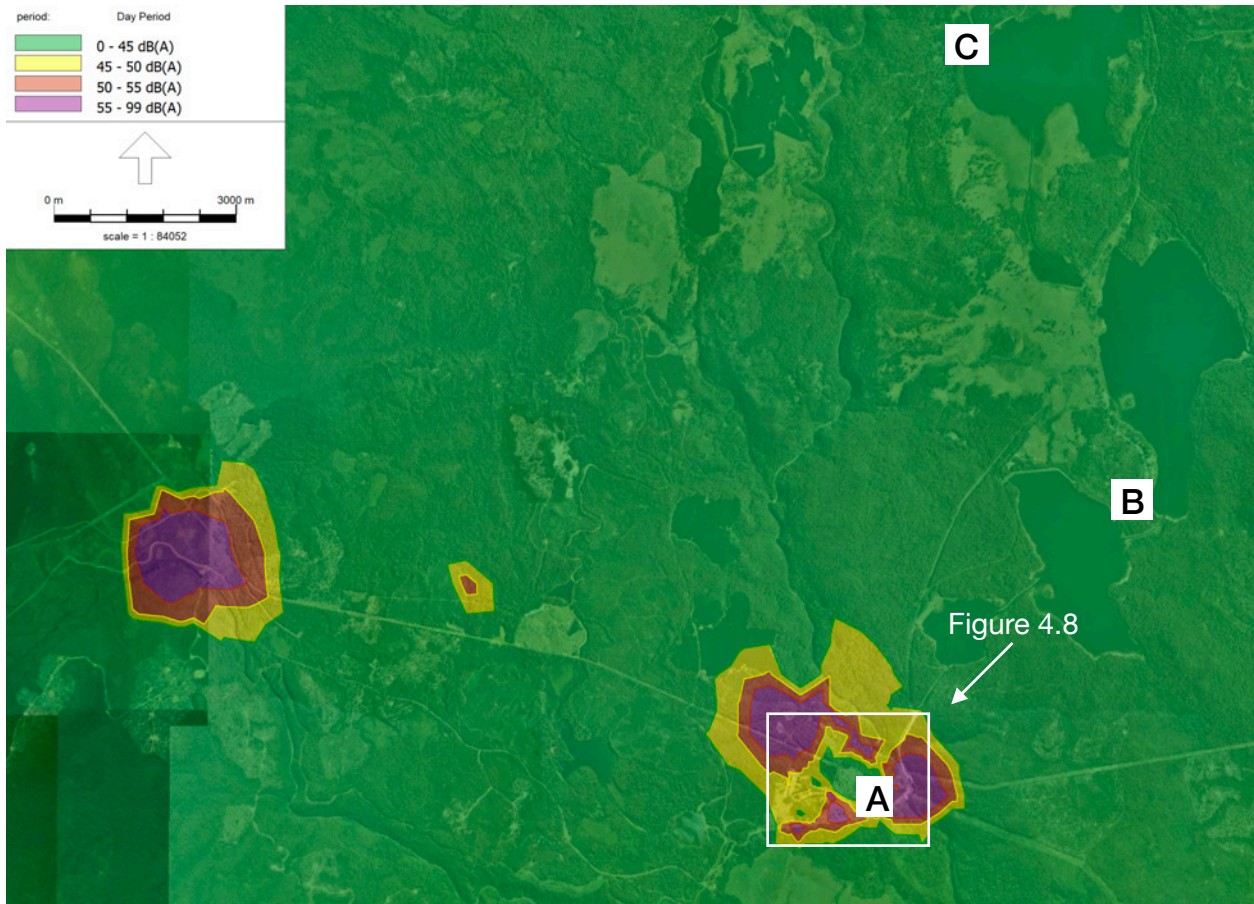 period: Day Period
0 - 45 dB(A)
45 - 50 dB(A)
50 - 55 dB(A)
55 - 99 dB(A)
0 m 3000 m
scale = 1 : 84052
C
B
Figure 4.8
A